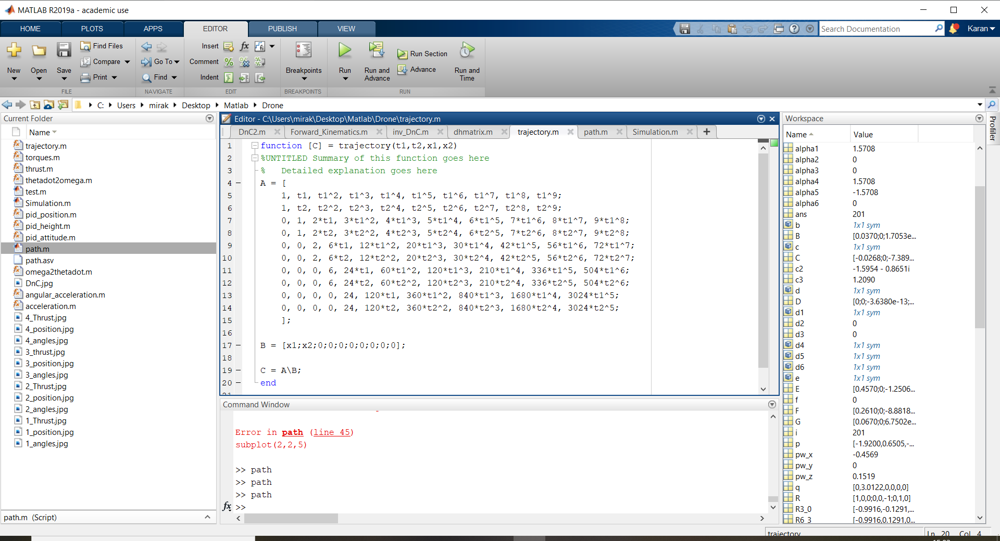 MATLAB R2019a - academic use
HOME PLOTS APPS EDITOR PUBLISH VIEW
Search Documentation
Karan
New
Open
Save
Find Files
Compare
Print
FILE
Go To
Find
NAVIGATE
Insert fx
Comment
Indent
EDIT
Breakpoints
BREAKPOINTS
Run
Run and Advance
Run Section
Advance
Run and Time
RUN
C: Users mirak Desktop Matlab Drone
Current Folder
Name
trajectory.m
torques.m
thrust.m
thetadot2omega.m
test.m
Simulation.m
pid_position.m
pid_height.m
pid_attitude.m
path.m
path.asv
omega2thetadot.m
DnC.jpg
angular_acceleration.m
acceleration.m
4_Thrust.jpg
4_position.jpg
4_angles.jpg
3_thrust.jpg
3_position.jpg
3_angles.jpg
2_Thrust.jpg
2_position.jpg
2_angles.jpg
1_Thrust.jpg
1_position.jpg
1_angles.jpg
path.m (Script)
Editor - C:\Users\mirak\Desktop\Matlab\Drone\trajectory.m
DnC2.m Forward_Kinematics.m inv_DnC.m dhmatrix.m trajectory.m path.m Simulation.m
1 function [C] = trajectory(t1,t2,x1,x2)
2 %UNTITLED Summary of this function goes here
3 % Detailed explanation goes here
4 - A = [
5 1, t1, t1^2, t1^3, t1^4, t1^5, t1^6, t1^7, t1^8, t1^9;
6 1, t2, t2^2, t2^3, t2^4, t2^5, t2^6, t2^7, t2^8, t2^9;
7 0, 1, 2*t1, 3*t1^2, 4*t1^3, 5*t1^4, 6*t1^5, 7*t1^6, 8*t1^7, 9*t1^8;
8 0, 1, 2*t2, 3*t2^2, 4*t2^3, 5*t2^4, 6*t2^5, 7*t2^6, 8*t2^7, 9*t2^8;
9 0, 0, 2, 6*t1, 12*t1^2, 20*t1^3, 30*t1^4, 42*t1^5, 56*t1^6, 72*t1^7;
10 0, 0, 2, 6*t2, 12*t2^2, 20*t2^3, 30*t2^4, 42*t2^5, 56*t2^6, 72*t2^7;
11 0, 0, 0, 6, 24*t1, 60*t1^2, 120*t1^3, 210*t1^4, 336*t1^5, 504*t1^6;
12 0, 0, 0, 6, 24*t2, 60*t2^2, 120*t2^3, 210*t2^4, 336*t2^5, 504*t2^6;
13 0, 0, 0, 0, 24, 120*t1, 360*t1^2, 840*t1^3, 1680*t1^4, 3024*t1^5;
14 0, 0, 0, 0, 24, 120*t2, 360*t2^2, 840*t2^3, 1680*t2^4, 3024*t2^5;
15 ];
16
17 - B = [x1;x2;0;0;0;0;0;0;0;0];
18
19 - C = A\B;
20 - end
21
Command Window
Error in path (line 45)
subplot(2,2,5)
>> path
>> path
>> path
fx >>
Workspace
Name Value
alpha1 1.5708
alpha2 0
alpha3 0
alpha4 1.5708
alpha5 -1.5708
alpha6 0
ans 201
b 1x1 sym
B [0.0370;0;1.7053e...
c 1x1 sym
C [-0.0268;0;-7.389...
c2 -1.5954 - 0.8651i
c3 1.2090
d 1x1 sym
D [0;0;-3.6380e-13;...
d1 1x1 sym
d2 0
d3 0
d4 1x1 sym
d5 1x1 sym
d6 1x1 sym
e 1x1 sym
E [0.4570;0;-1.2506...
f 0
F [0.2610;0;-8.8818...
G [0.0670;0;6.7502e...
i 201
p [-1.9200,0.6505,-...
pw_x -0.4569
pw_y 0
pw_z 0.1519
q [0,3.0122,0,0,0,0]
R [1,0,0;0,0,-1;0,1,0]
R3_0 [-0.9916,-0.1291,...
R6_3 [-0.9916,0.1291,0...
Profiler
trajectory Ln 20 Col 4